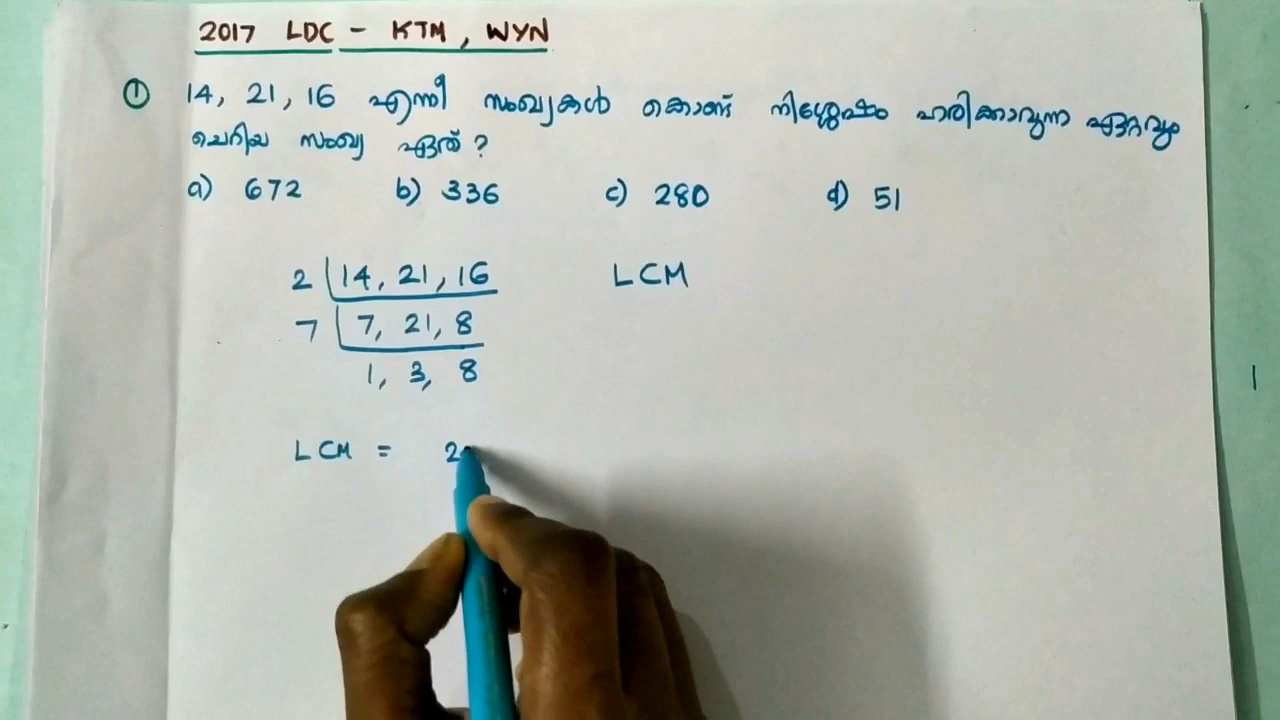 2017 LDC - KTM, WYN
① 14, 21, 16 എന്നീ സംഖ്യകൾ കൊണ്ട് നിശ്ശേഷം ഹരിക്കാവുന്ന ഏറ്റവും
ചെറിയ സംഖ്യ ഏത് ?
a) 672 b) 336 c) 280 d) 51
2 14, 21, 16 LCM
7 7, 21, 8
1, 3, 8
LCM = 2